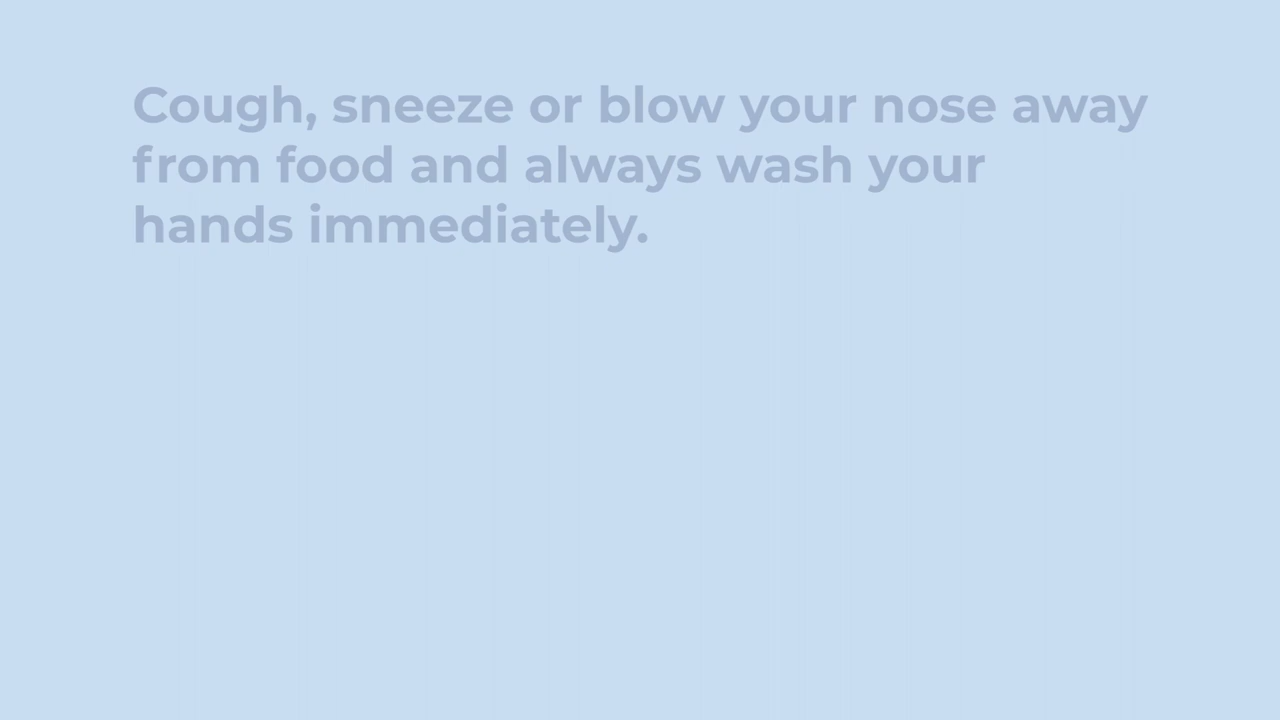 Cough, sneeze or blow your nose away
from food and always wash your
hands immediately.